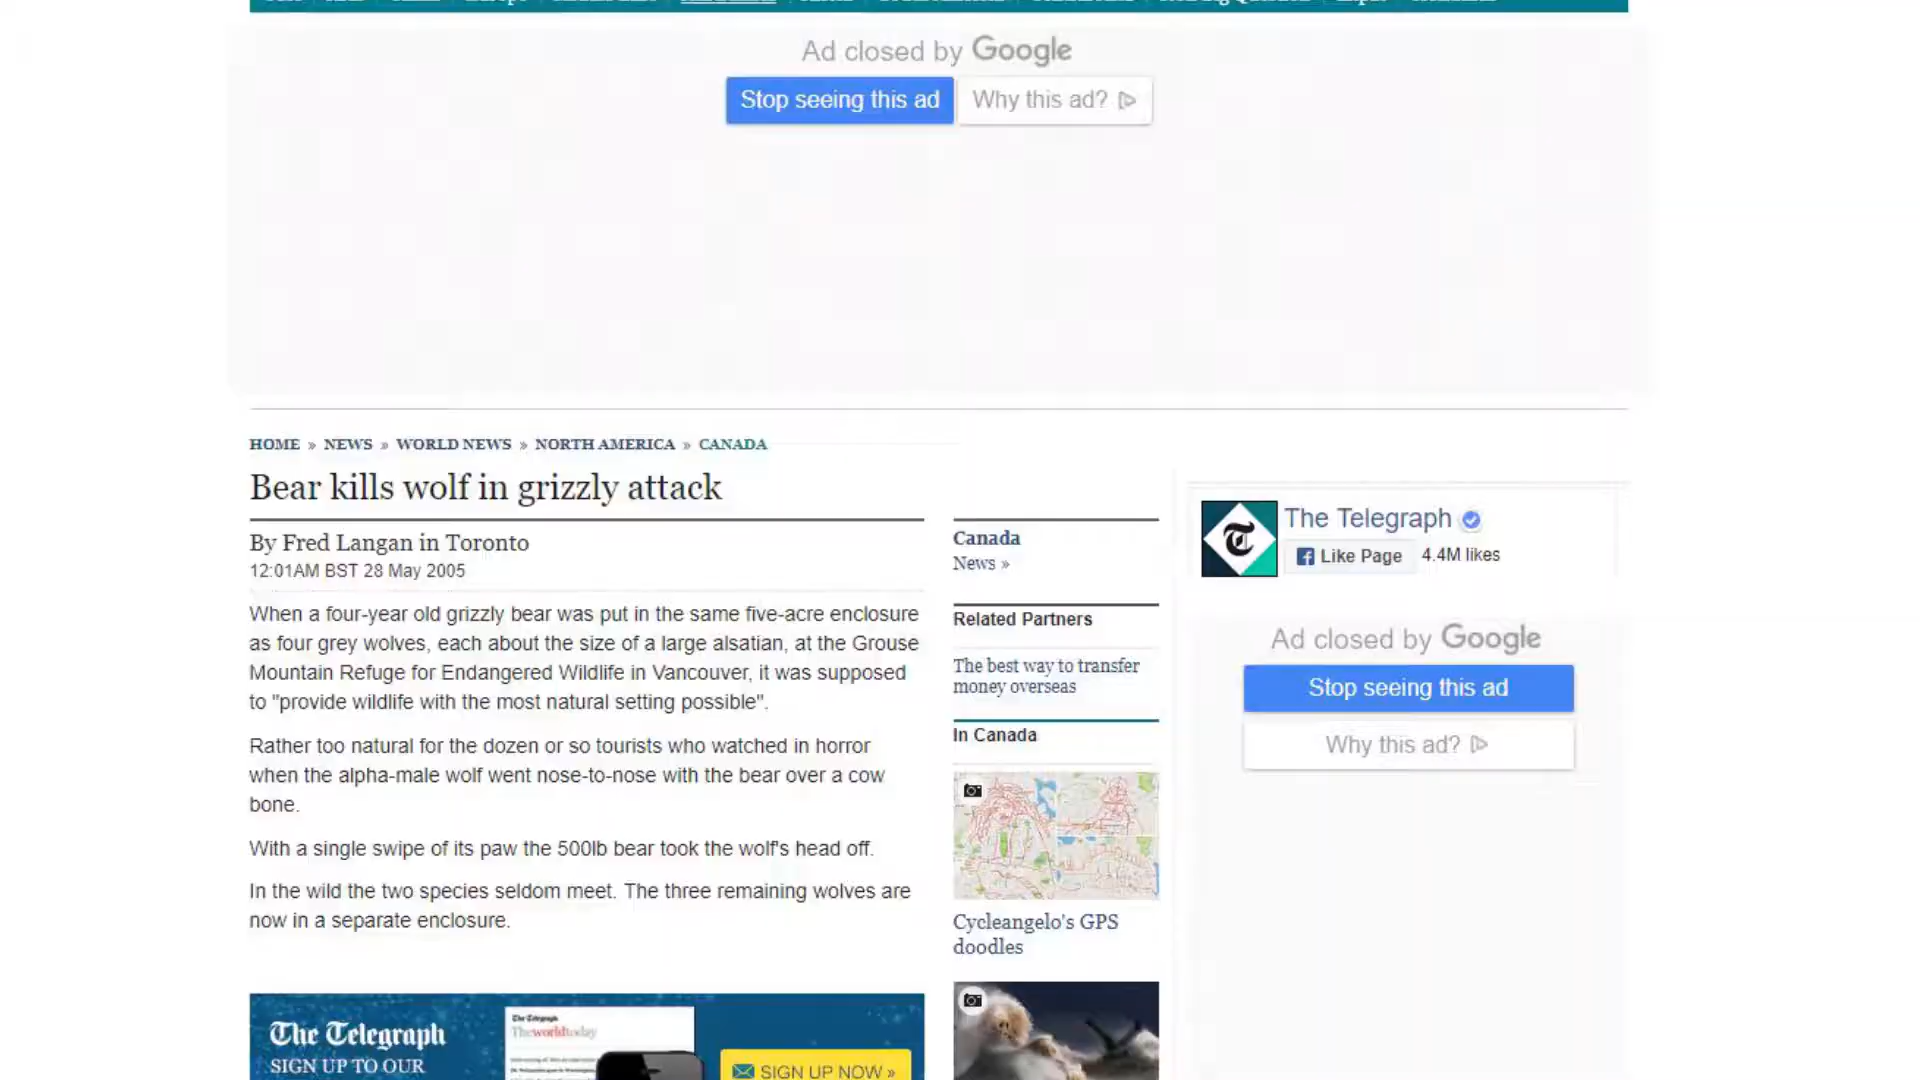 Ad closed by Google
Stop seeing this ad
Why this ad?
HOME » NEWS » WORLD NEWS » NORTH AMERICA » CANADA
Bear kills wolf in grizzly attack
By Fred Langan in Toronto
12:01AM BST 28 May 2005
When a four-year old grizzly bear was put in the same five-acre enclosure
as four grey wolves, each about the size of a large alsatian, at the Grouse
Mountain Refuge for Endangered Wildlife in Vancouver, it was supposed
to "provide wildlife with the most natural setting possible".
Rather too natural for the dozen or so tourists who watched in horror
when the alpha-male wolf went nose-to-nose with the bear over a cow
bone.
With a single swipe of its paw the 500lb bear took the wolf's head off.
In the wild the two species seldom meet. The three remaining wolves are
now in a separate enclosure.
The Telegraph
SIGN UP TO OUR
The Telegraph
Theworldtoday
SIGN UP NOW »
Canada
News »
Related Partners
The best way to transfer
money overseas
In Canada
Cycleangelo's GPS
doodles
The Telegraph
Like Page
4.4M likes
Ad closed by Google
Stop seeing this ad
Why this ad?